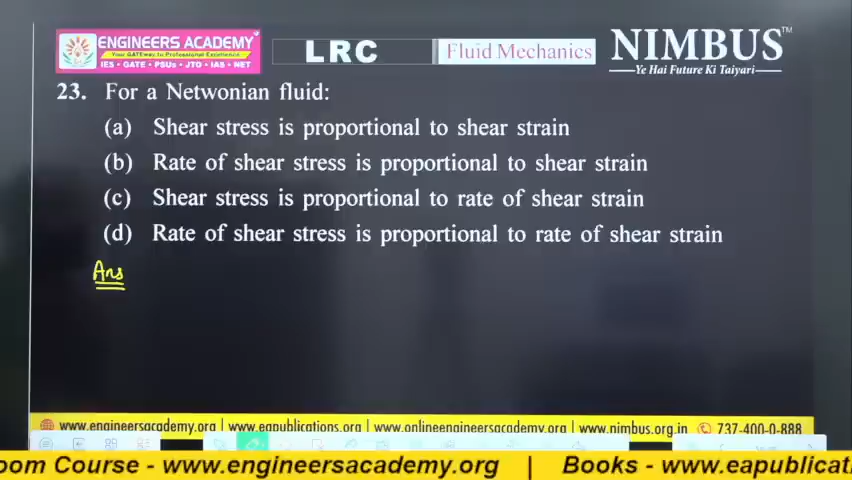 ENGINEERS ACADEMY
Your GATEway to Professional Excellence
IES • GATE • PSUs • JTO • IAS • NET
LRC
Fluid Mechanics
NIMBUS™
Ye Hai Future Ki Taiyari
23. For a Netwonian fluid:
(a) Shear stress is proportional to shear strain
(b) Rate of shear stress is proportional to shear strain
(c) Shear stress is proportional to rate of shear strain
(d) Rate of shear stress is proportional to rate of shear strain
Ans
www.engineersacademy.org | www.eapublications.org | www.onlineengineersacademy.org | www.nimbus.org.in 737-400-0-888
oom Course - www.engineersacademy.org | Books - www.eapublicat